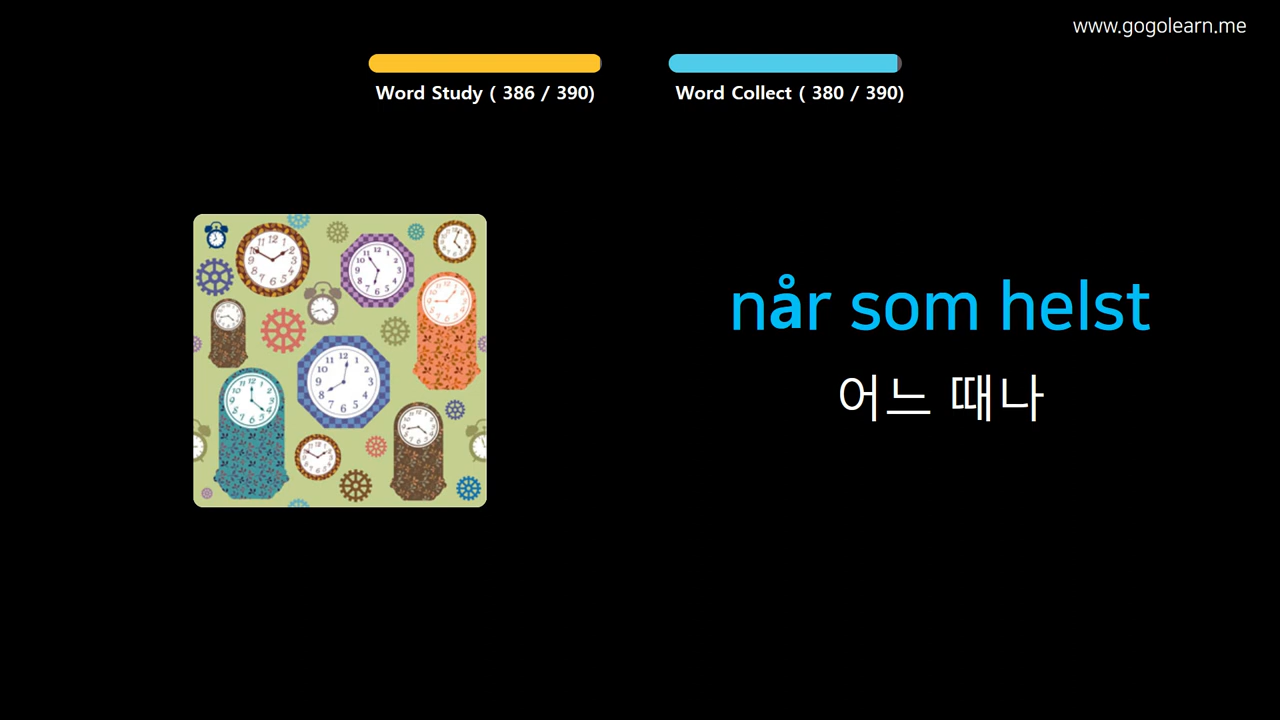 www.gogolearn.me
Word Study ( 386 / 390)
Word Collect ( 380 / 390)
når som helst
어느 때나